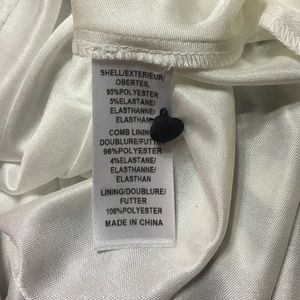 SHELL/EXTERIEUR/
OBERTEIL
95%POLYESTER
5%ELASTANE/
ELASTHANNE/
ELASTHAN
COMB LINING
DOUBLURE/FUTTER
96%POLYESTER
4%ELASTANE/
ELASTHANNE/
ELASTHAN
LINING/DOUBLURE/
FUTTER
100%POLYESTER
MADE IN CHINA